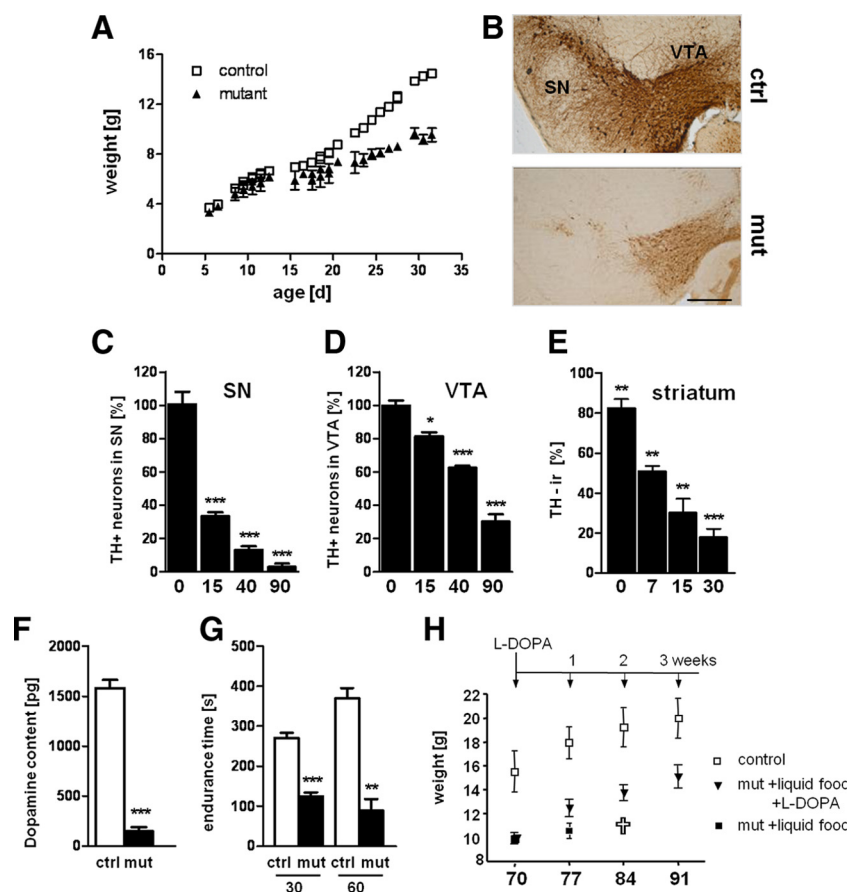 A
weight [g]
16
12
8
4
0
control
mutant
0 5 10 15 20 25 30 35
age [d]
B
SN
VTA
ctrl
mut
C
SN
TH+ neurons in SN [%]
120
100
80
60
40
20
0
*** *** ***
0 15 40 90
D
VTA
TH+ neurons in VTA [%]
120
100
80
60
40
20
0
* *** ***
0 15 40 90
E
striatum
TH - ir [%]
100
80
60
40
20
0
** ** ** ***
0 7 15 30
F
Dopamine content [pg]
2000
1500
1000
500
0
***
ctrl mut
G
endurance time [s]
500
400
300
200
100
0
*** **
ctrl mut ctrl mut
30 60
H
L-DOPA
1 2 3 weeks
weight [g]
22
20
18
16
14
12
10
8
70 77 84 91
control
mut +liquid food
+L-DOPA
mut +liquid food